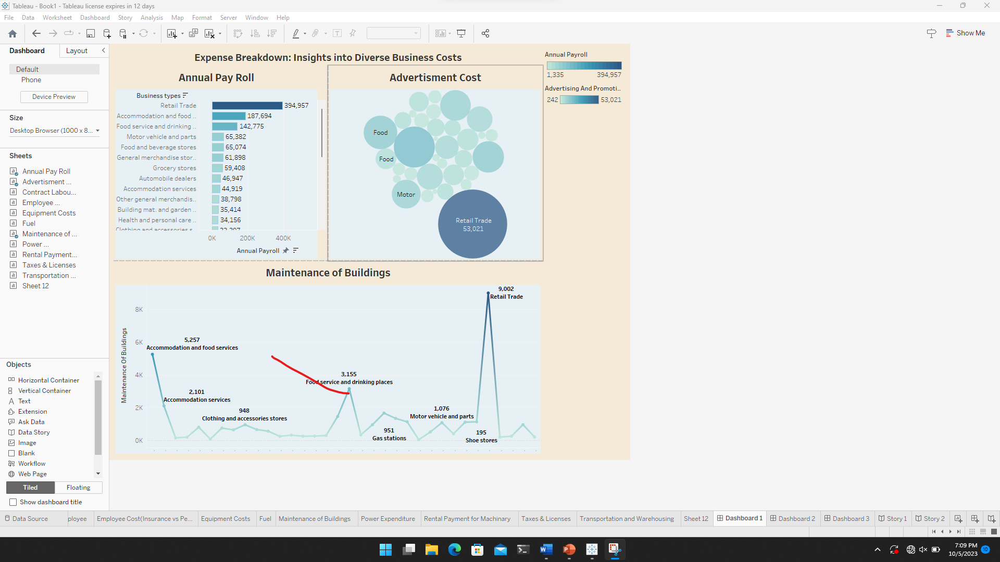 Tableau - Book1 - Tableau license expires in 12 days
File Data Worksheet Dashboard Story Analysis Map Format Server Window Help
Show Me
Dashboard Layout
Default
Phone
Device Preview
Size
Desktop Browser (1000 x 8...
Sheets
Annual Pay Roll
Advertisment ...
Contract Labou...
Employee ...
Equipment Costs
Fuel
Maintenance of ...
Power ...
Rental Payment...
Taxes & Licenses
Transportation ...
Sheet 12
Objects
Horizontal Container
Vertical Container
Text
Extension
Ask Data
Data Story
Image
Blank
Workflow
Web Page
Tiled Floating
Show dashboard title
Expense Breakdown: Insights into Diverse Business Costs
Annual Pay Roll
Business types
Retail Trade 394,957
Accommodation and food .. 187,694
Food service and drinking .. 142,775
Motor vehicle and parts 65,382
Food and beverage stores 65,074
General merchandise stor.. 61,898
Grocery stores 59,408
Automobile dealers 46,947
Accommodation services 44,919
Other general merchandis.. 38,798
Building mat. and garden .. 35,414
Health and personal care .. 34,156
Clothing and accessories s..
0K 200K 400K
Annual Payroll
Advertisment Cost
Food
Food
Motor
Retail Trade
53,021
Annual Payroll
1,335 394,957
Advertising And Promoti..
242 53,021
Maintenance of Buildings
Maintenance Of Buildings
8K
6K
4K
2K
0K
5,257
Accommodation and food services
2,101
Accommodation services
948
Clothing and accessories stores
3,155
Food service and drinking places
951
Gas stations
1,076
Motor vehicle and parts
195
Shoe stores
9,002
Retail Trade
Data Source ployee Employee Cost(Insurance vs Pe... Equipment Costs Fuel Maintenance of Buildings Power Expenditure Rental Payment for Machinery Taxes & Licenses Transportation and Warehousing Sheet 12 Dashboard 1 Dashboard 2 Dashboard 3 Story 1 Story 2
7:09 PM
10/5/2023
10